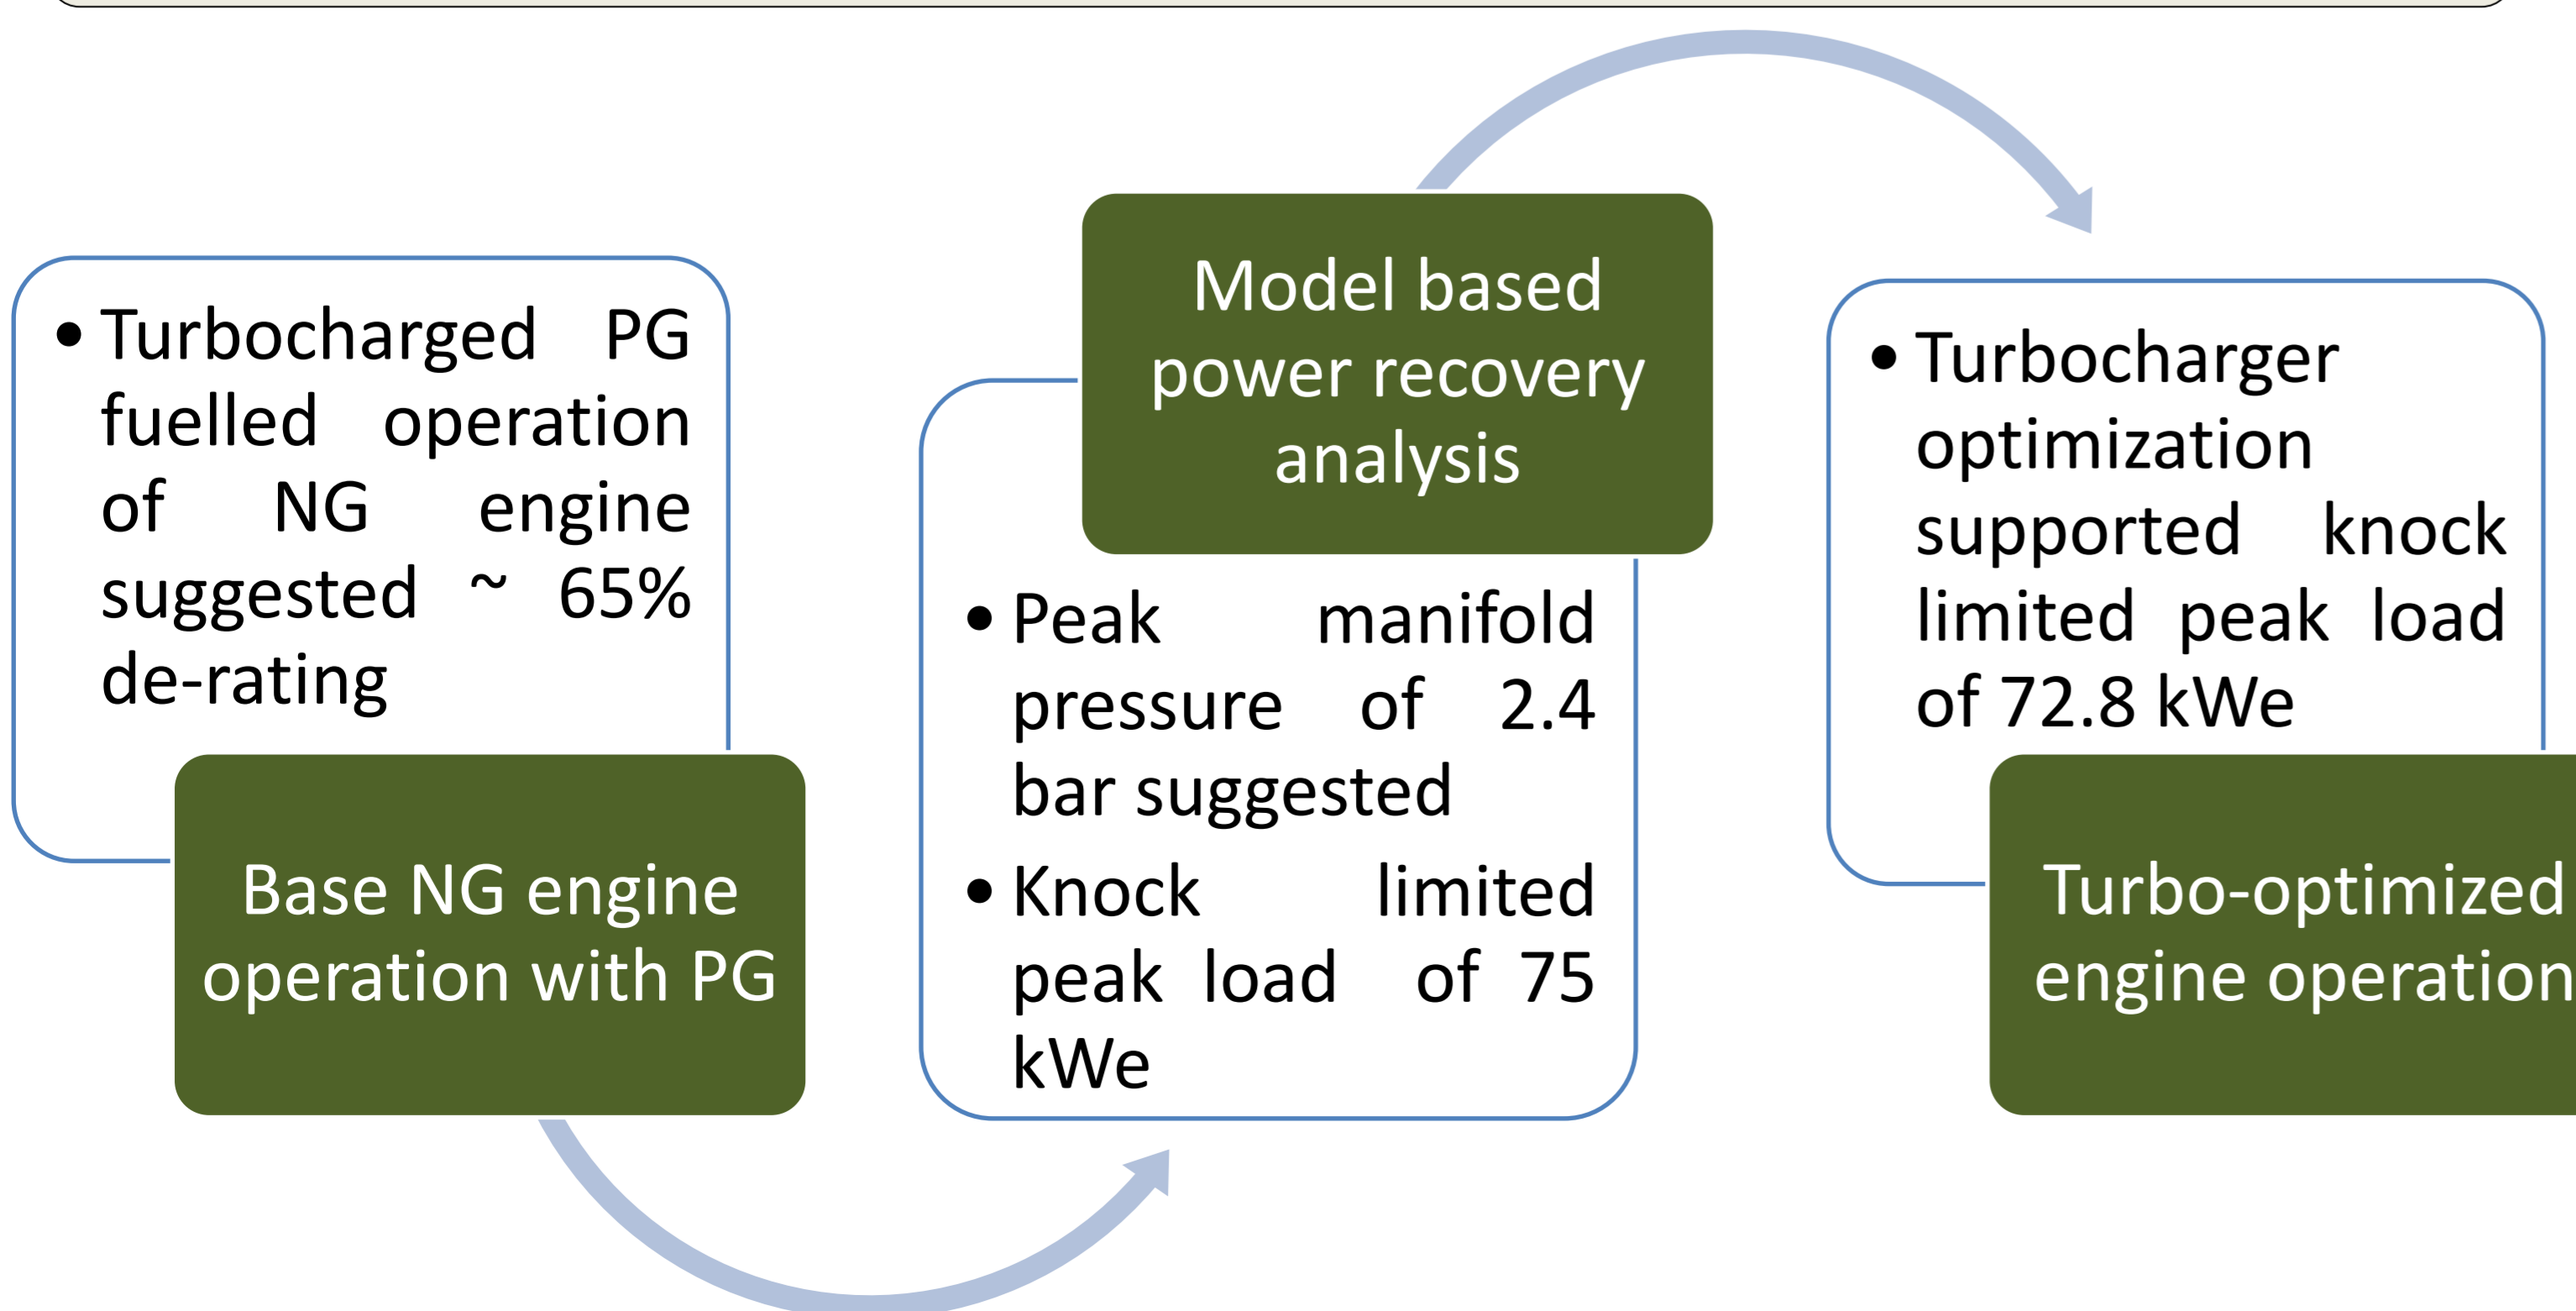 • Turbocharged PG
fuelled operation
of NG engine
suggested ~ 65%
de-rating
Base NG engine
operation with PG
Model based
power recovery
analysis
• Peak manifold
pressure of 2.4
bar suggested
• Knock limited
peak load of 75
kWe
• Turbocharger
optimization
supported knock
limited peak load
of 72.8 kWe
Turbo-optimized
engine operation